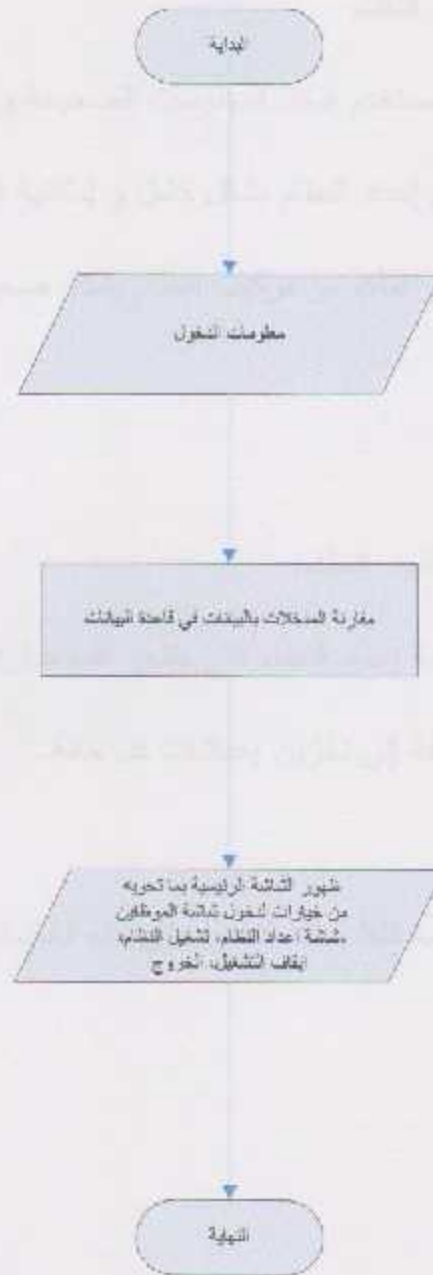 البداية
معلومات الدخول
مقارنة المدخلات بالبيانات في قاعدة البيانات
ظهور الشاشة الرئيسية بما تحويه
من خيارات لدخول شاشة الموظفين
،شاشة اعداد النظام، تشغيل النظام،
ايقاف التشغيل، الخروج
النهاية